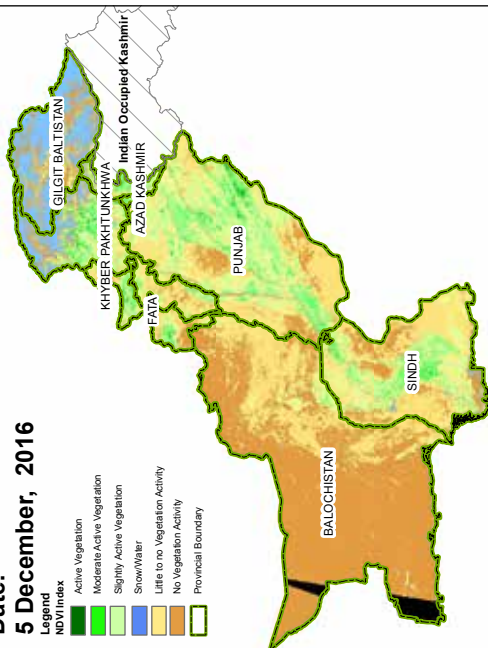 Date:
5 December, 2016
Legend
NDVI Index
Active Vegetation
Moderate Active Vegetation
Slightly Active Vegetation
Snow/Water
Little to no Vegetation Activity
No Vegetation Activity
Provincial Boundary
GILGIT BALTISTAN
KHYBER PAKHTUNKHWA
Indian Occupied Kashmir
AZAD KASHMIR
FATA
PUNJAB
BALOCHISTAN
SINDH